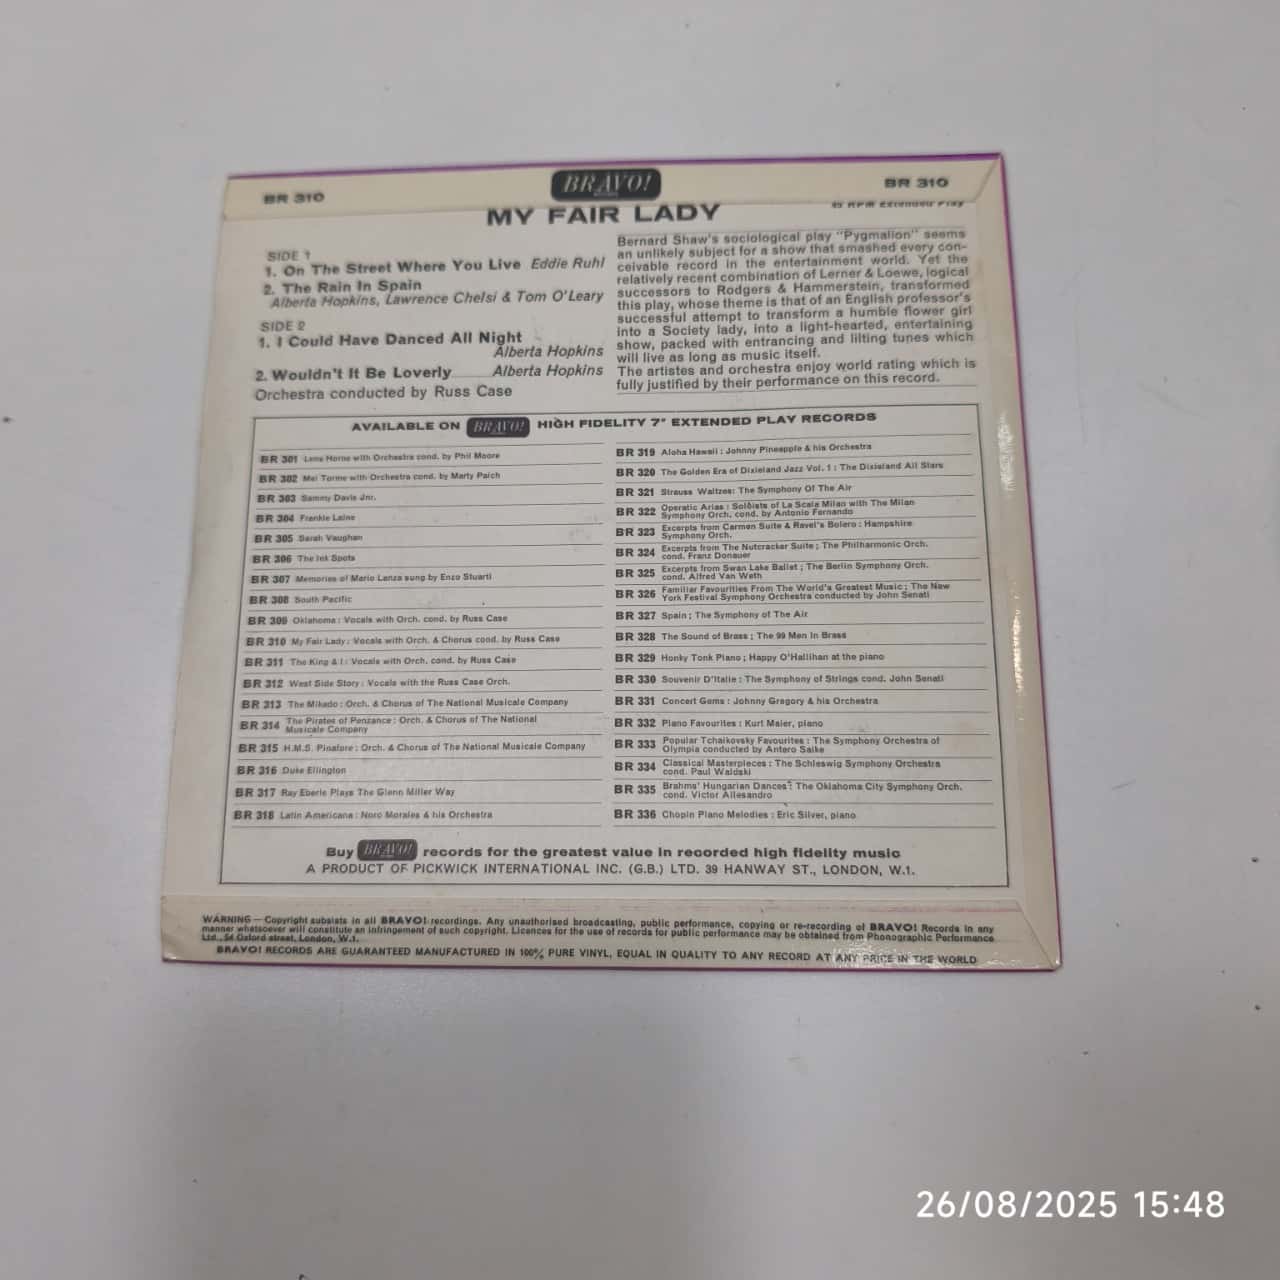 BR 310
BRAVO!
BR 310
MY FAIR LADY
45 RPM Extended Play
SIDE 1
1. On The Street Where You Live Eddie Ruhl
2. The Rain In Spain
Alberta Hopkins, Lawrence Chelsi & Tom O'Leary
SIDE 2
1. I Could Have Danced All Night
Alberta Hopkins
2. Wouldn't It Be Loverly Alberta Hopkins
Orchestra conducted by Russ Case
Bernard Shaw's sociological play "Pygmalion" seems
an unlikely subject for a show that smashed every con-
ceivable record in the entertainment world. Yet the
relatively recent combination of Lerner & Loewe, logical
successors to Rodgers & Hammerstein, transformed
this play, whose theme is that of an English professor's
successful attempt to transform a humble flower girl
into a Society lady, into a light-hearted, entertaining
show, packed with entrancing and lilting tunes which
will live as long as music itself.
The artistes and orchestra enjoy world rating which is
fully justified by their performance on this record.
AVAILABLE ON BRAVO! HIGH FIDELITY 7" EXTENDED PLAY RECORDS
BR 301 Lena Horne with Orchestra cond. by Phil Moore
BR 302 Mel Torme with Orchestra cond. by Marty Paich
BR 303 Sammy Davis Jnr.
BR 304 Frankie Laine
BR 305 Sarah Vaughan
BR 306 The Ink Spots
BR 307 Memories of Mario Lanza sung by Enzo Stuarti
BR 308 South Pacific
BR 309 Oklahoma : Vocals with Orch. cond. by Russ Case
BR 310 My Fair Lady : Vocals with Orch. & Chorus cond. by Russ Case
BR 311 The King & I : Vocals with Orch. cond. by Russ Case
BR 312 West Side Story : Vocals with the Russ Case Orch.
BR 313 The Mikado : Orch. & Chorus of The National Musicale Company
BR 314 The Pirates of Penzance : Orch. & Chorus of The National
Musicale Company
BR 315 H.M.S. Pinafore : Orch. & Chorus of The National Musicale Company
BR 316 Duke Ellington
BR 317 Ray Eberle Plays The Glenn Miller Way
BR 318 Latin Americana : Noro Morales & his Orchestra
BR 319 Aloha Hawaii : Johnny Pineapple & his Orchestra
BR 320 The Golden Era of Dixieland Jazz Vol. 1 : The Dixieland All Stars
BR 321 Strauss Waltzes: The Symphony Of The Air
BR 322 Operatic Arias : Soloists of La Scala Milan with The Milan
Symphony Orch. cond. by Antonio Fernando
BR 323 Excerpts from Carmen Suite & Ravel's Bolero : Hampshire
Symphony Orch.
BR 324 Excerpts from The Nutcracker Suite ; The Philharmonic Orch.
cond. Franz Donauer
BR 325 Excerpts from Swan Lake Ballet ; The Berlin Symphony Orch.
cond. Alfred Van Weth
BR 326 Familiar Favourities From The World's Greatest Music ; The New
York Festival Symphony Orchestra conducted by John Senati
BR 327 Spain ; The Symphony of The Air
BR 328 The Sound of Brass ; The 99 Men In Brass
BR 329 Honky Tonk Piano ; Happy O'Hallihan at the piano
BR 330 Souvenir D'Italie : The Symphony of Strings cond. John Senati
BR 331 Concert Gems : Johnny Gregory & his Orchestra
BR 332 Piano Favourites : Kurt Maier, piano
BR 333 Popular Tchaikovsky Favourites : The Symphony Orchestra of
Olympia conducted by Antero Saike
BR 334 Classical Masterpieces : The Schleswig Symphony Orchestra
cond. Paul Waldski
BR 335 Brahms' Hungarian Dances : The Oklahoma City Symphony Orch.
cond. Victor Allesandro
BR 336 Chopin Piano Melodies : Eric Silver, piano
Buy BRAVO! records for the greatest value in recorded high fidelity music
A PRODUCT OF PICKWICK INTERNATIONAL INC. (G.B.) LTD. 39 HANWAY ST., LONDON, W.1.
WARNING — Copyright subsists in all BRAVO! recordings. Any unauthorised broadcasting, public performance, copying or re-recording of BRAVO! Records in any
manner whatsoever will constitute an infringement of such copyright. Licences for the use of records for public performance may be obtained from Phonographic Performance
Ltd., 54 Oxford street, London, W.1.
BRAVO! RECORDS ARE GUARANTEED MANUFACTURED IN 100% PURE VINYL, EQUAL IN QUALITY TO ANY RECORD AT ANY PRICE IN THE WORLD
26/08/2025 15:48